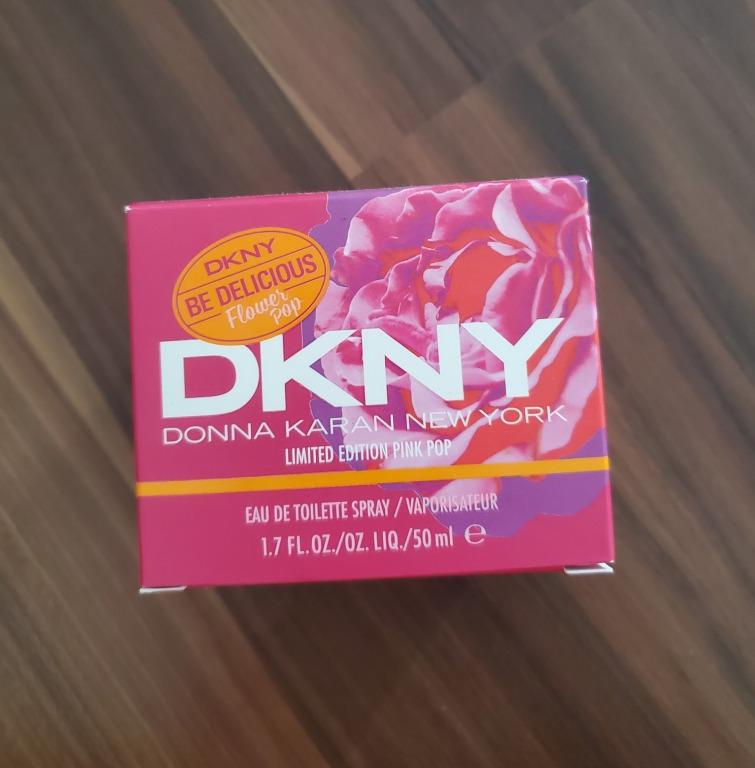 DKNY
BE DELICIOUS
Flower
Pop
DKNY
DONNA KARAN NEW YORK
LIMITED EDITION PINK POP
EAU DE TOILETTE SPRAY / VAPORISATEUR
1.7 FL.OZ./OZ. LIQ./50 ml ℮